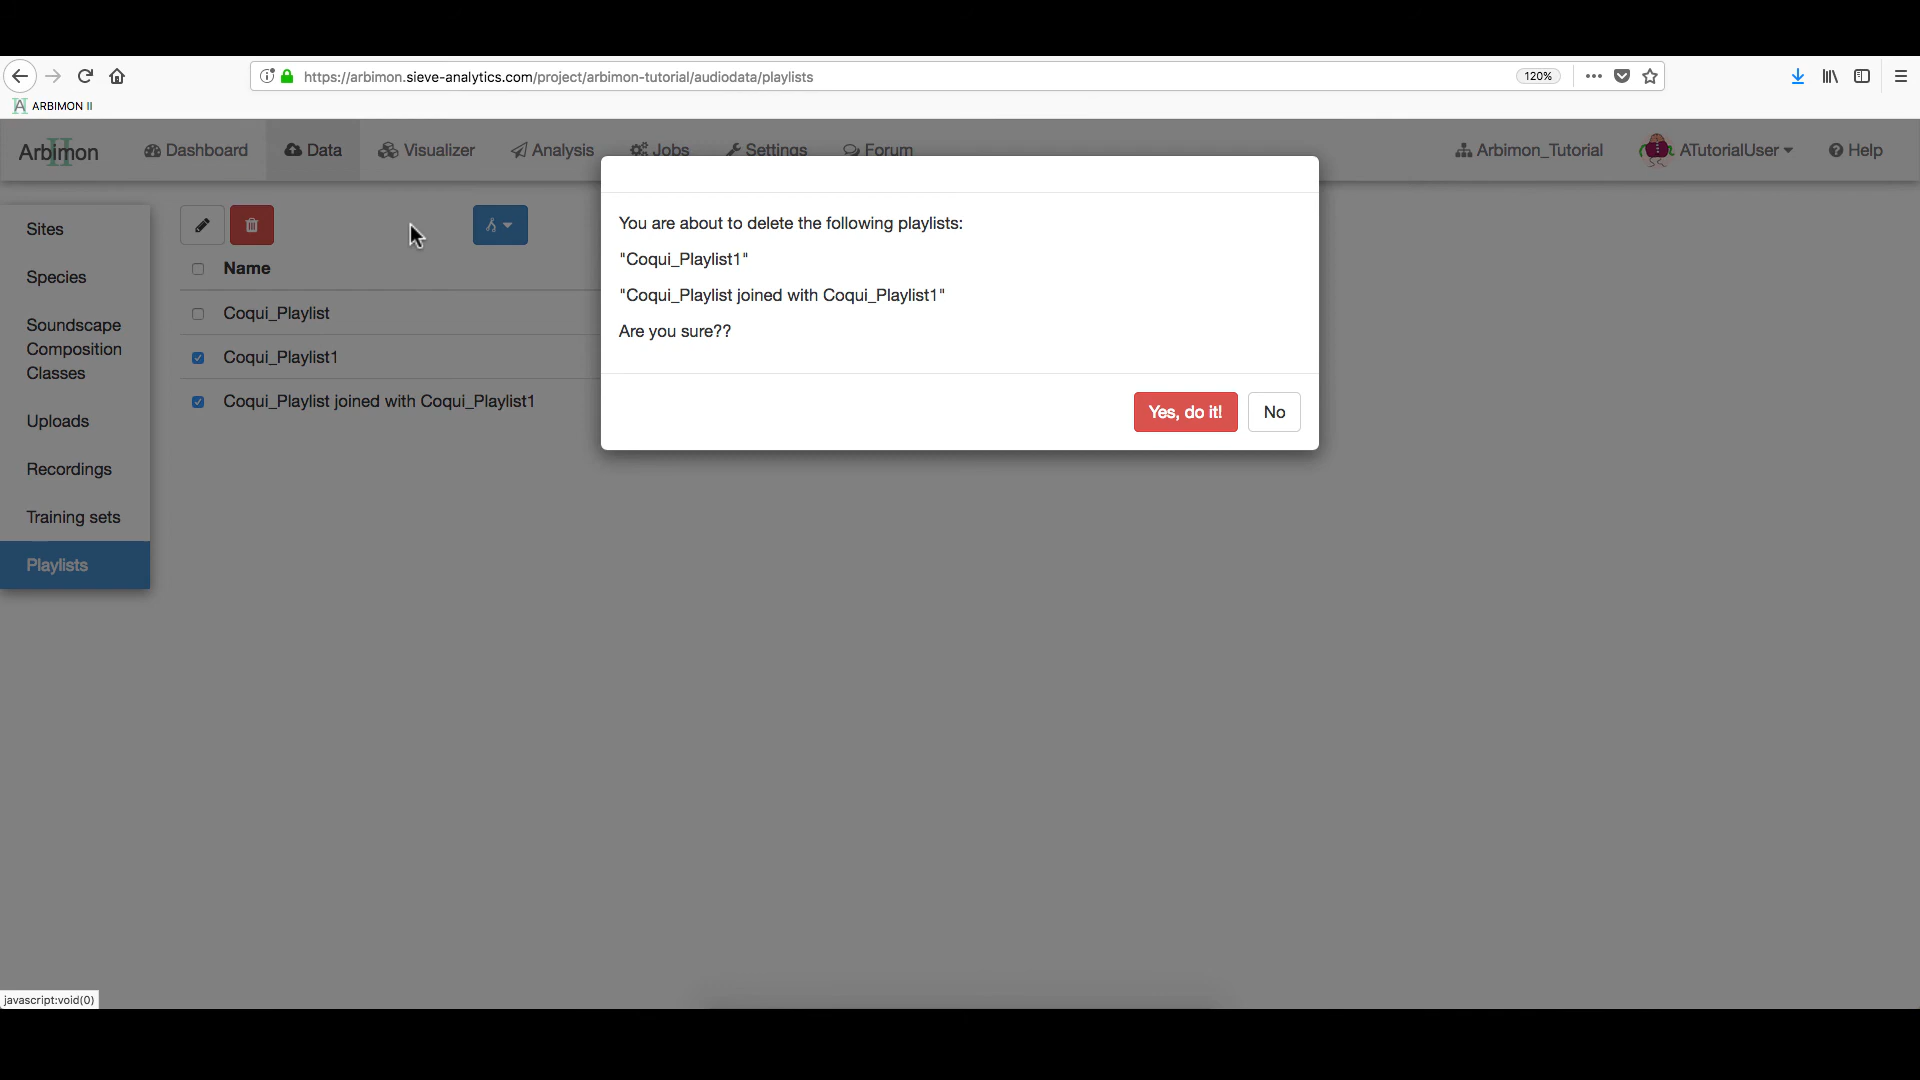 https://arbimon.sieve-analytics.com/project/arbimon-tutorial/audiodata/playlists
120%
ARBIMON II
Arbimon
Dashboard
Data
Visualizer
Analysis
Jobs
Settings
Forum
Arbimon_Tutorial
ATutorialUser
Help
Sites
Species
Soundscape
Composition
Classes
Uploads
Recordings
Training sets
Playlists
Name
Coqui_Playlist
Coqui_Playlist1
Coqui_Playlist joined with Coqui_Playlist1
You are about to delete the following playlists:
"Coqui_Playlist1"
"Coqui_Playlist joined with Coqui_Playlist1"
Are you sure??
Yes, do it!
No
javascript:void(0)